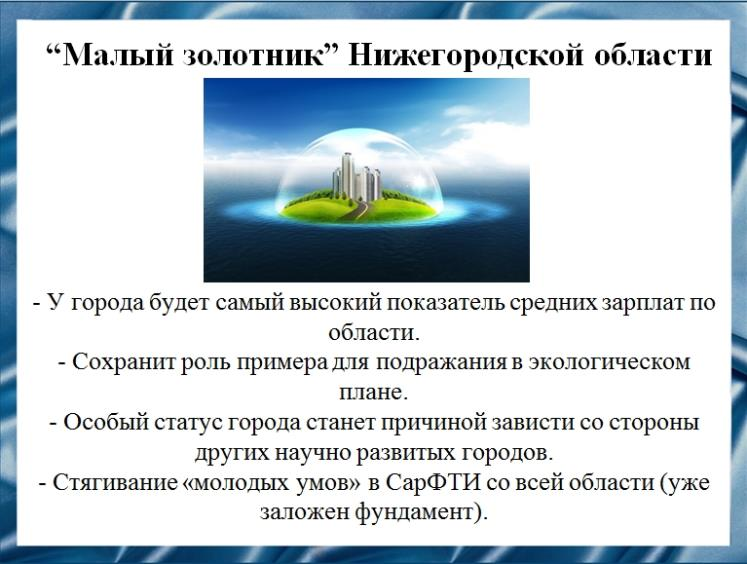 “Малый золотник” Нижегородской области
- У города будет самый высокий показатель средних зарплат по
области.
- Сохранит роль примера для подражания в экологическом
плане.
- Особый статус города станет причиной зависти со стороны
других научно развитых городов.
- Стягивание «молодых умов» в СарФТИ со всей области (уже
заложен фундамент).